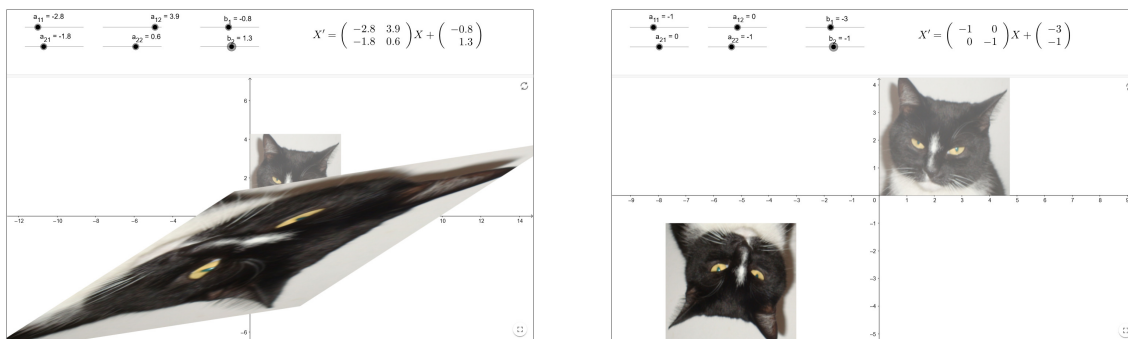 a11 = -2.8 a12 = 3.9 b1 = -0.8
a21 = -1.8 a22 = 0.6 b2 = 1.3
X' = ( −2.8 3.9 −1.8 0.6 ) X + ( −0.8 1.3 )
6
4
2
−12 −10 −8 −6 −4 10 12 14
−6
a11 = -1 a12 = 0 b1 = -3
a21 = 0 a22 = -1 b2 = -1
X' = ( −1 0 0 −1 ) X + ( −3 −1 )
4
3
2
1
−9 −8 −7 −6 −5 −4 −3 −2 −1 0 1 2 3 4 5 6 7 8 9
−1
−2
−3
−4
−5